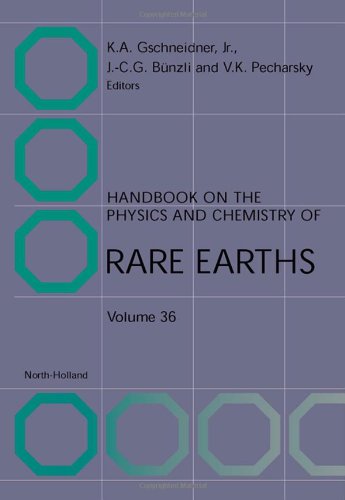 K.A. Gschneidner, Jr.,
J.-C.G. Bünzli and V.K. Pecharsky
Editors
HANDBOOK ON THE
PHYSICS AND CHEMISTRY OF
RARE EARTHS
Volume 36
North-Holland